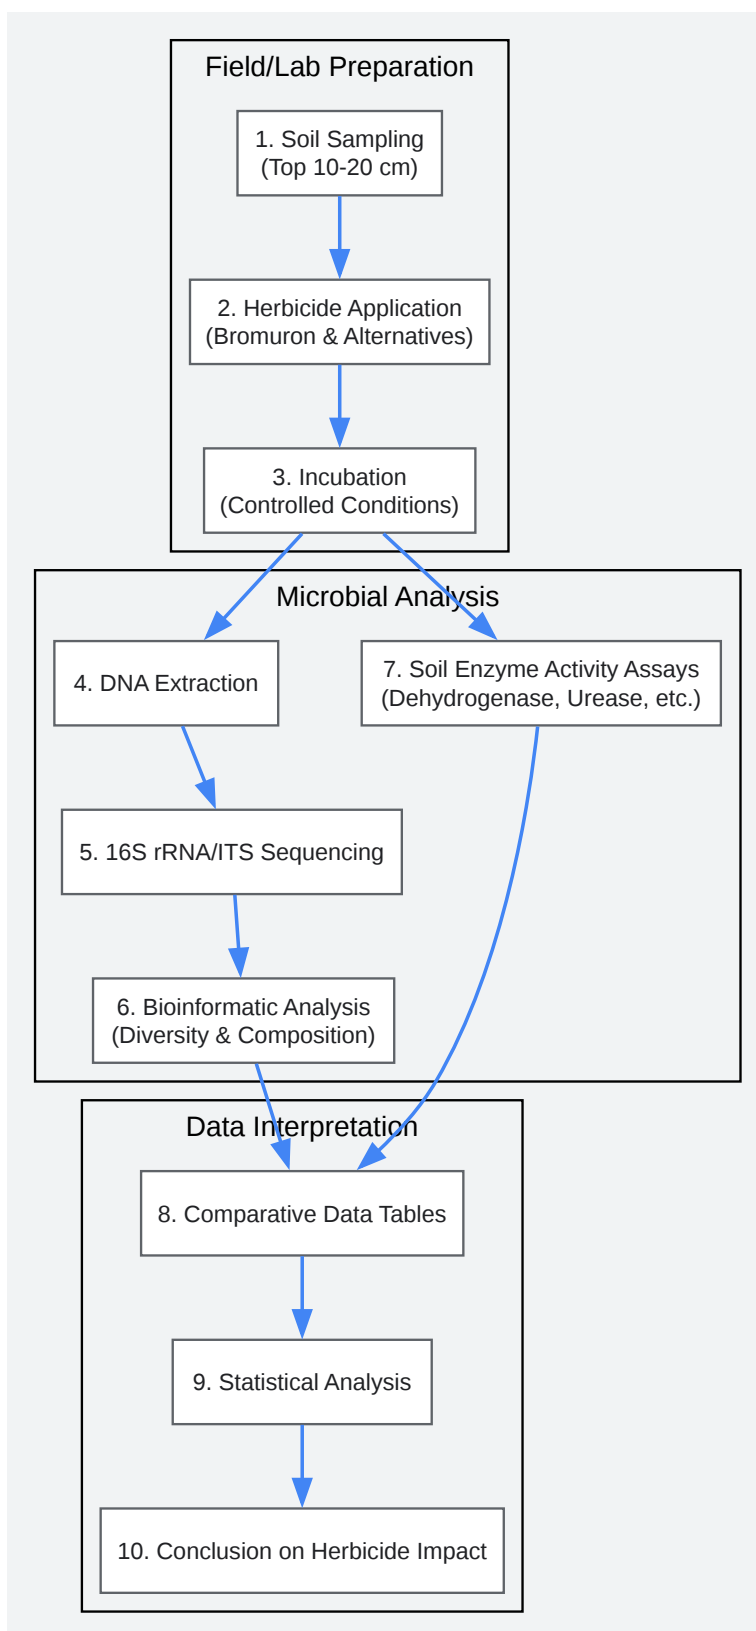 Field/Lab Preparation
1. Soil Sampling
(Top 10-20 cm)
2. Herbicide Application
(Bromuron & Alternatives)
3. Incubation
(Controlled Conditions)
Microbial Analysis
4. DNA Extraction
7. Soil Enzyme Activity Assays
(Dehydrogenase, Urease, etc.)
5. 16S rRNA/ITS Sequencing
6. Bioinformatic Analysis
(Diversity & Composition)
Data Interpretation
8. Comparative Data Tables
9. Statistical Analysis
10. Conclusion on Herbicide Impact